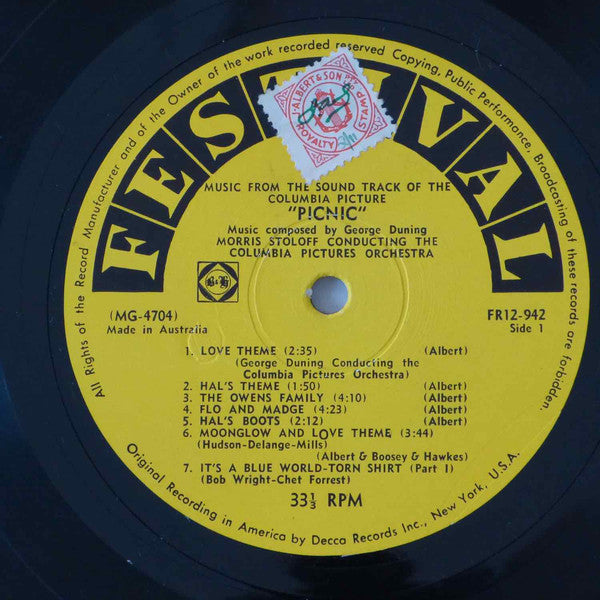 All Rights of the Record Manufacturer and of the Owner of the work recorded reserved Copying, Public Performance, Broadcasting of these records are forbidden.
FESTIVAL
ALBERT & SON PTY
ROYALTY STAMP
MUSIC FROM THE SOUND TRACK OF THE
COLUMBIA PICTURE
"PICNIC"
Music composed by George Duning
MORRIS STOLOFF CONDUCTING THE
COLUMBIA PICTURES ORCHESTRA
B&H
(MG-4704)
Made in Australia
FR12-942
Side 1
1. LOVE THEME (2:35) (Albert)
(George Duning Conducting the
Columbia Pictures Orchestra)
2. HAL'S THEME (1:50) (Albert)
3. THE OWENS FAMILY (4:10) (Albert)
4. FLO AND MADGE (4:23) (Albert)
5. HAL'S BOOTS (2:12) (Albert)
6. MOONGLOW AND LOVE THEME (3:44)
(Hudson-Delange-Mills)
(Albert & Boosey & Hawkes)
7. IT'S A BLUE WORLD-TORN SHIRT (Part I)
(Bob Wright-Chet Forrest)
33⅓ RPM
Original Recording in America by Decca Records Inc., New York, U.S.A.